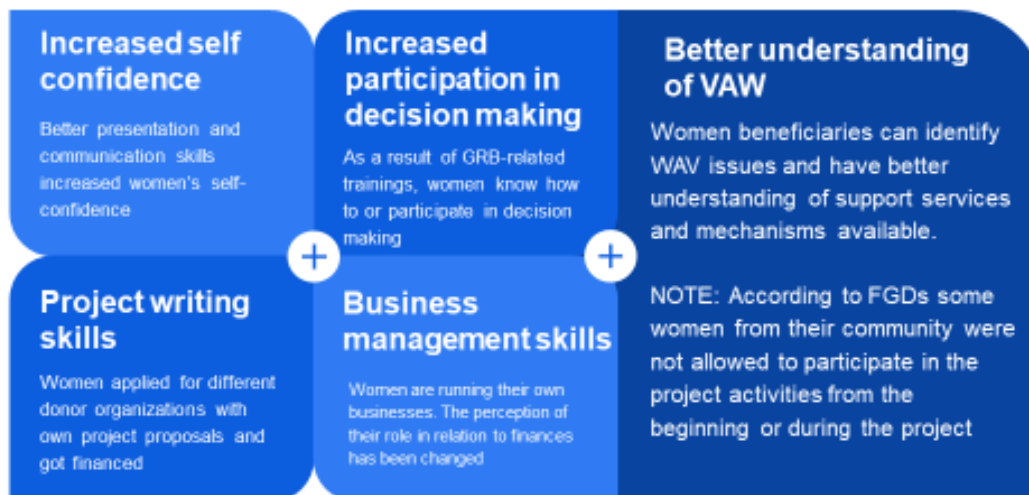 Increased self
confidence
Better presentation and
communication skills
increased women's self-
confidence
Increased
participation in
decision making
As a result of GRB-related
trainings, women know how
to or participate in decision
making
Better understanding
of VAW
Women beneficiaries can identify
WAV issues and have better
understanding of support services
and mechanisms available.
NOTE: According to FGDs some
women from their community were
not allowed to participate in the
project activities from the
beginning or during the project
Project writing
skills
Women applied for different
donor organizations with
own project proposals and
got financed
Business
management skills
Women are running their own
businesses. The perception of
their role in relation to finances
has been changed